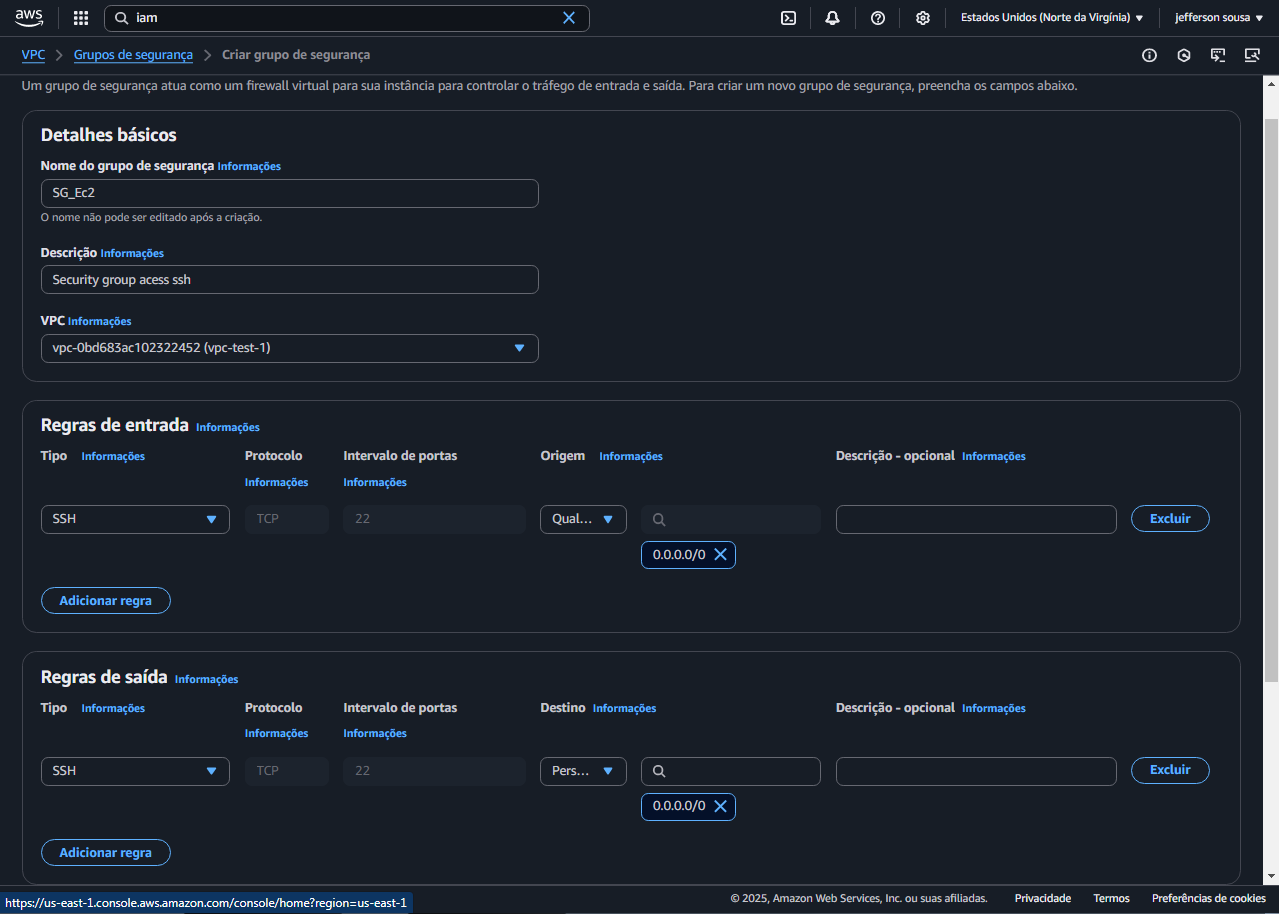 aws
iam
Estados Unidos (Norte da Virgínia)
jefferson sousa
VPC
Grupos de segurança
Criar grupo de segurança
Um grupo de segurança atua como um firewall virtual para sua instância para controlar o tráfego de entrada e saída. Para criar um novo grupo de segurança, preencha os campos abaixo.
Detalhes básicos
Nome do grupo de segurança Informações
SG_Ec2
O nome não pode ser editado após a criação.
Descrição Informações
Security group acess ssh
VPC Informações
vpc-0bd683ac102322452 (vpc-test-1)
Regras de entrada Informações
Tipo Informações Protocolo Intervalo de portas Origem Informações Descrição - opcional Informações
Informações Informações
SSH TCP 22 Qual... Excluir
0.0.0.0/0
Adicionar regra
Regras de saída Informações
Tipo Informações Protocolo Intervalo de portas Destino Informações Descrição - opcional Informações
Informações Informações
SSH TCP 22 Pers... Excluir
0.0.0.0/0
Adicionar regra
© 2025, Amazon Web Services, Inc. ou suas afiliadas. Privacidade Termos Preferências de cookies
https://us-east-1.console.aws.amazon.com/console/home?region=us-east-1